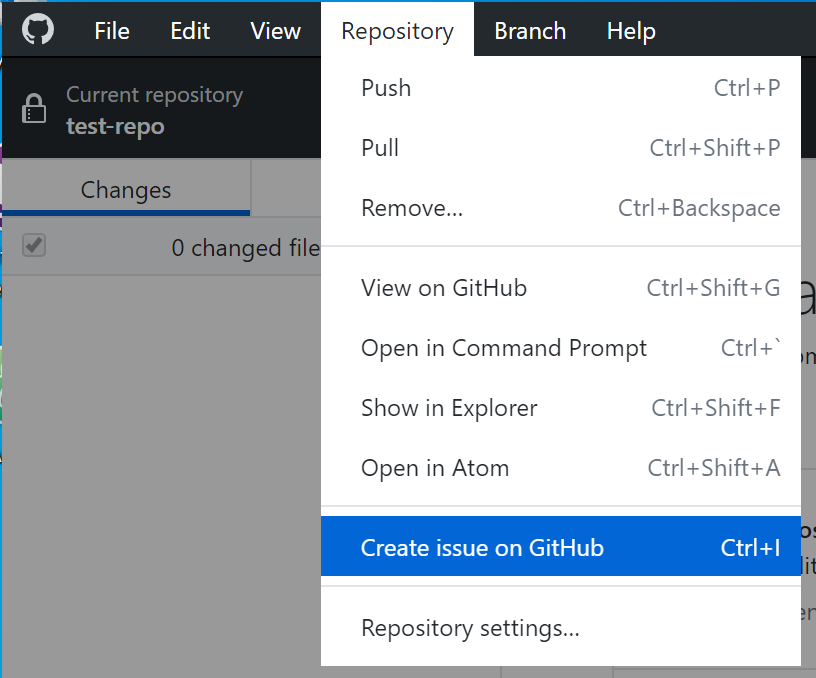 File Edit View Repository Branch Help
Current repository
test-repo
Changes
0 changed file
Push Ctrl+P
Pull Ctrl+Shift+P
Remove... Ctrl+Backspace
View on GitHub Ctrl+Shift+G
Open in Command Prompt Ctrl+`
Show in Explorer Ctrl+Shift+F
Open in Atom Ctrl+Shift+A
Create issue on GitHub Ctrl+I
Repository settings...